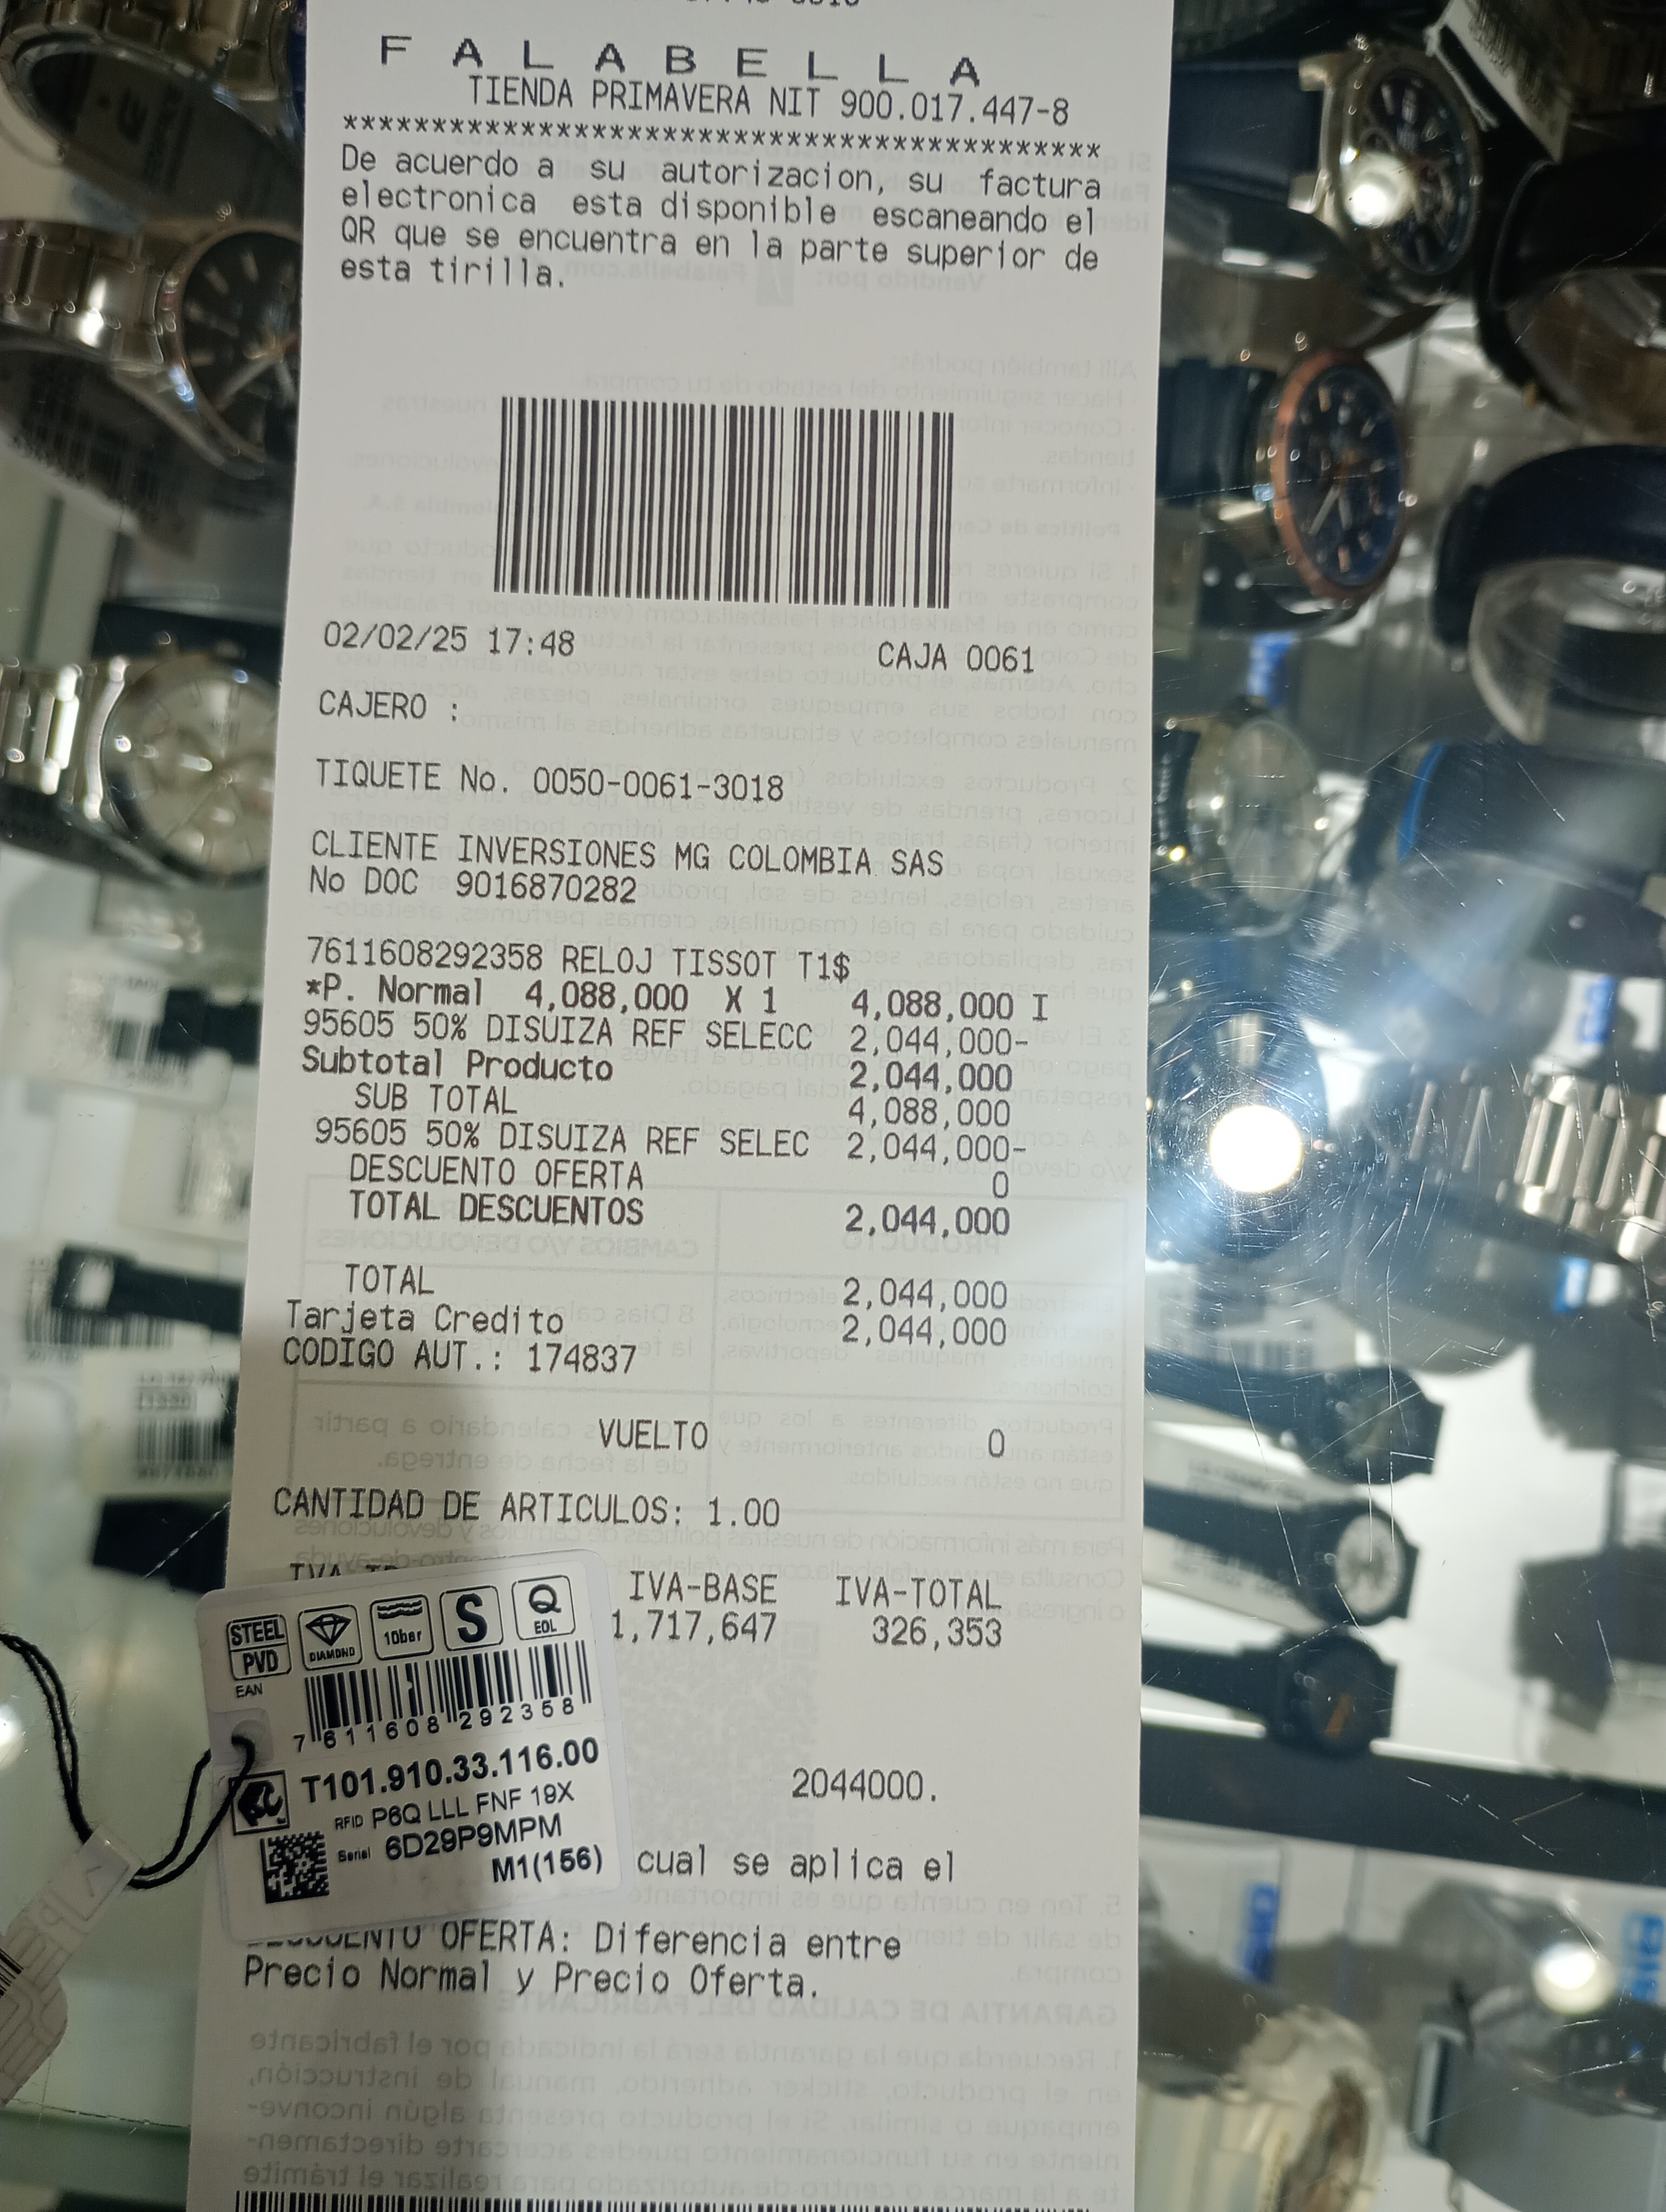 F A L A B E L L A
TIENDA PRIMAVERA NIT 900.017.447-8
*******************************************
De acuerdo a su autorizacion, su factura
electronica esta disponible escaneando el
QR que se encuentra en la parte superior de
esta tirilla.
02/02/25 17:48 CAJA 0061
CAJERO :
TIQUETE No. 0050-0061-3018
CLIENTE INVERSIONES MG COLOMBIA SAS
No DOC 9016870282
7611608292358 RELOJ TISSOT T1$
*P. Normal 4,088,000 X 1 4,088,000 I
95605 50% DISUIZA REF SELECC 2,044,000-
Subtotal Producto 2,044,000
SUB TOTAL 4,088,000
95605 50% DISUIZA REF SELEC 2,044,000-
DESCUENTO OFERTA 0
TOTAL DESCUENTOS 2,044,000
TOTAL 2,044,000
Tarjeta Credito 2,044,000
CODIGO AUT.: 174837
VUELTO 0
CANTIDAD DE ARTICULOS: 1.00
IVA IVA-BASE IVA-TOTAL
1,717,647 326,353
2044000.
cual se aplica el
OFERTA: Diferencia entre
Precio Normal y Precio Oferta.
STEEL PVD
DIAMOND
10bar
S
Q EOL
EAN
7 611608 292358
T101.910.33.116.00
RFID P6Q LLL FNF 19X
Serial 6D29P9MPM
M1(156)